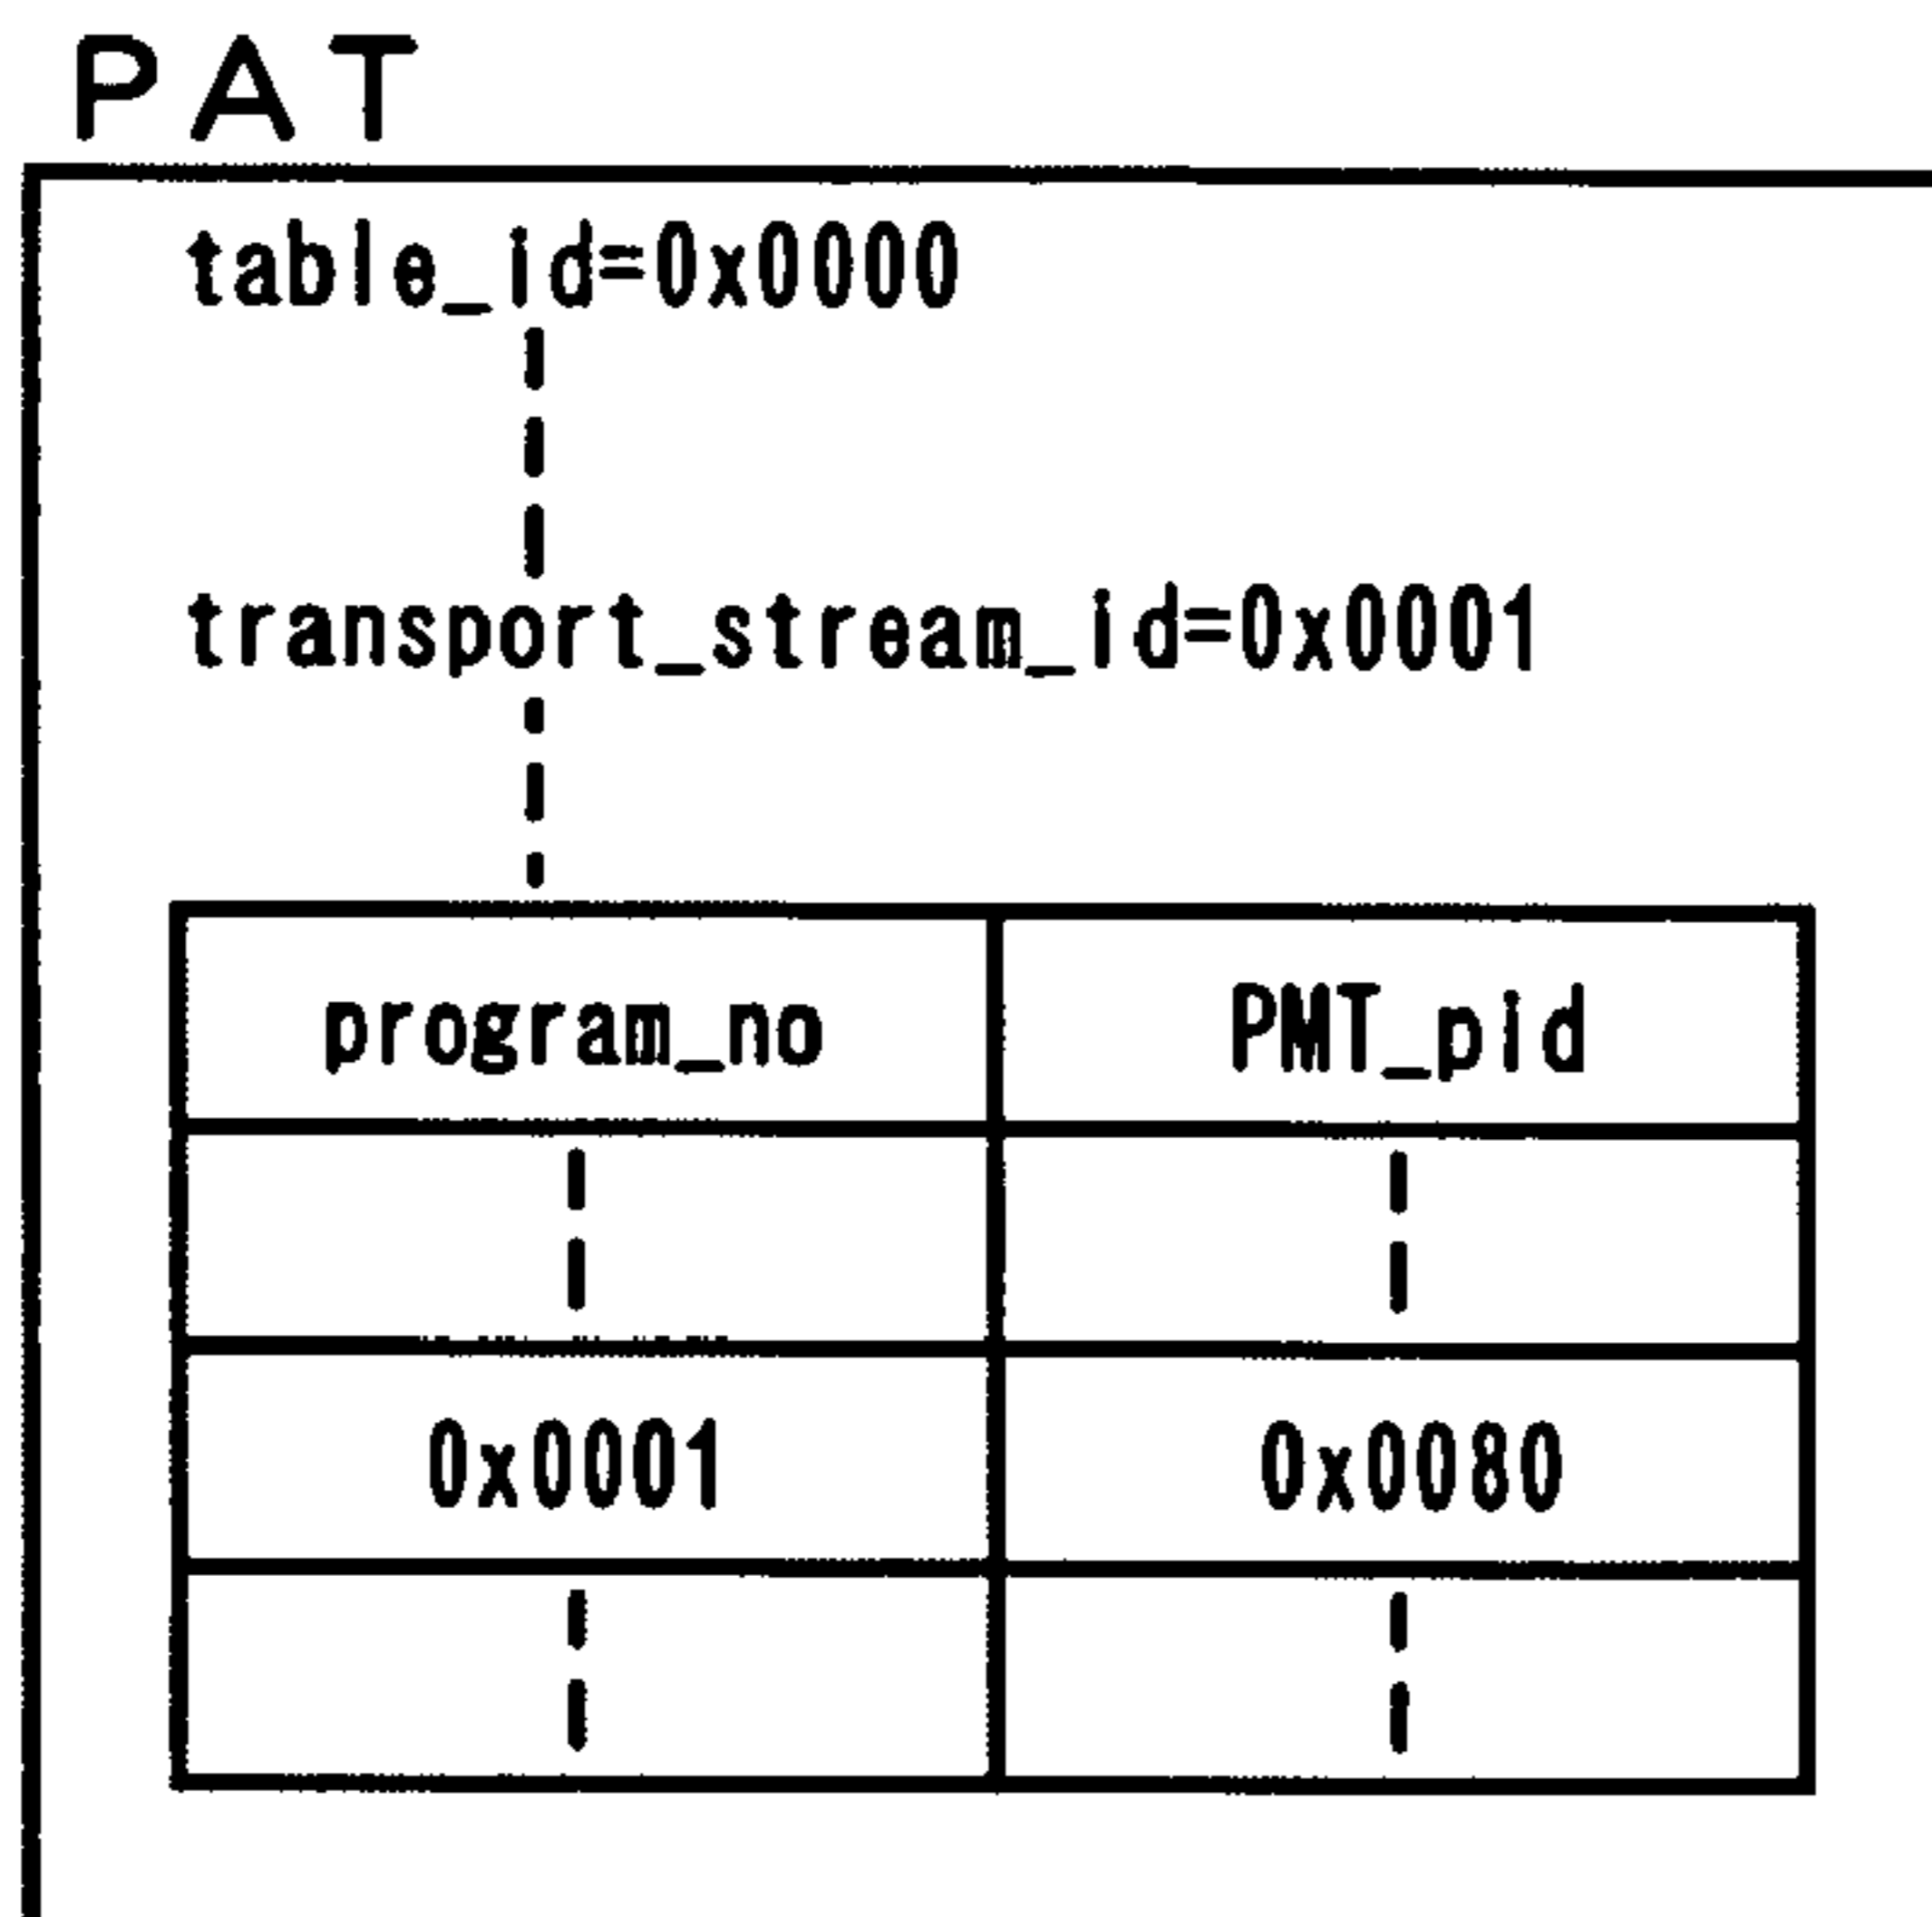 PAT
table_id=0x0000
transport_stream_id=0x0001
program_no PMT_pid
0x0001 0x0080